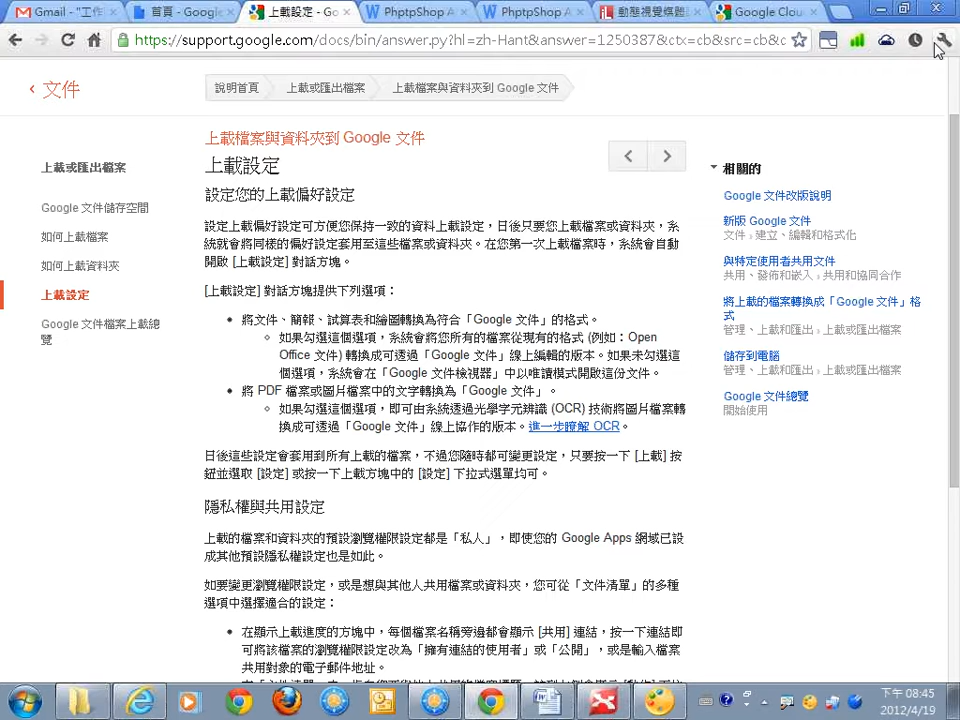 Gmail - "工作
首頁 - Google
上載設定 - Go
PhptpShop A
PhptpShop A
動態視覺媒體
Google Clou
https://support.google.com/docs/bin/answer.py?hl=zh-Hant&answer=1250387&ctx=cb&src=cb&c
‹ 文件
說明首頁
上載或匯出檔案
上載檔案與資料夾到 Google 文件
上載或匯出檔案
Google 文件儲存空間
如何上載檔案
如何上載資料夾
上載設定
Google 文件檔案上載總
覽
上載檔案與資料夾到 Google 文件
上載設定
設定您的上載偏好設定
設定上載偏好設定可方便您保持一致的資料上載設定，日後只要您上載檔案或資料夾，系
統就會將同樣的偏好設定套用至這些檔案或資料夾。在您第一次上載檔案時，系統會自動
開啟 [上載設定] 對話方塊。
[上載設定] 對話方塊提供下列選項：
• 將文件、簡報、試算表和繪圖轉換為符合「Google 文件」的格式。
◦ 如果勾選這個選項，系統會將您所有的檔案從現有的格式 (例如：Open
Office 文件) 轉換成可透過「Google 文件」線上編輯的版本。如果未勾選這
個選項，系統會在「Google 文件檢視器」中以唯讀模式開啟這份文件。
• 將 PDF 檔案或圖片檔案中的文字轉換為「Google 文件」。
◦ 如果勾選這個選項，即可由系統透過光學字元辨識 (OCR) 技術將圖片檔案轉
換成可透過「Google 文件」線上協作的版本。進一步瞭解 OCR。
日後這些設定會套用到所有上載的檔案，不過您隨時都可變更設定，只要按一下 [上載] 按
鈕並選取 [設定] 或按一下上載方塊中的 [設定] 下拉式選單均可。
隱私權與共用設定
上載的檔案和資料夾的預設瀏覽權限設定都是「私人」，即使您的 Google Apps 網域已設
成其他預設隱私權設定也是如此。
如要變更瀏覽權限設定，或是想與其他人共用檔案或資料夾，您可從「文件清單」的多種
選項中選擇適合的設定：
• 在顯示上載進度的方塊中，每個檔案名稱旁邊都會顯示 [共用] 連結，按一下連結即
可將該檔案的瀏覽權限設定改為「擁有連結的使用者」或「公開」，或是輸入檔案
共用對象的電子郵件地址。
相關的
Google 文件改版說明
新版 Google 文件
文件 › 建立、編輯和格式化
與特定使用者共用文件
共用、發佈和嵌入 › 共用和協同合作
將上載的檔案轉換成「Google 文件」格
式
管理、上載和匯出 › 上載或匯出檔案
儲存到電腦
管理、上載和匯出 › 上載或匯出檔案
Google 文件總覽
開始使用
下午 08:45
2012/4/19